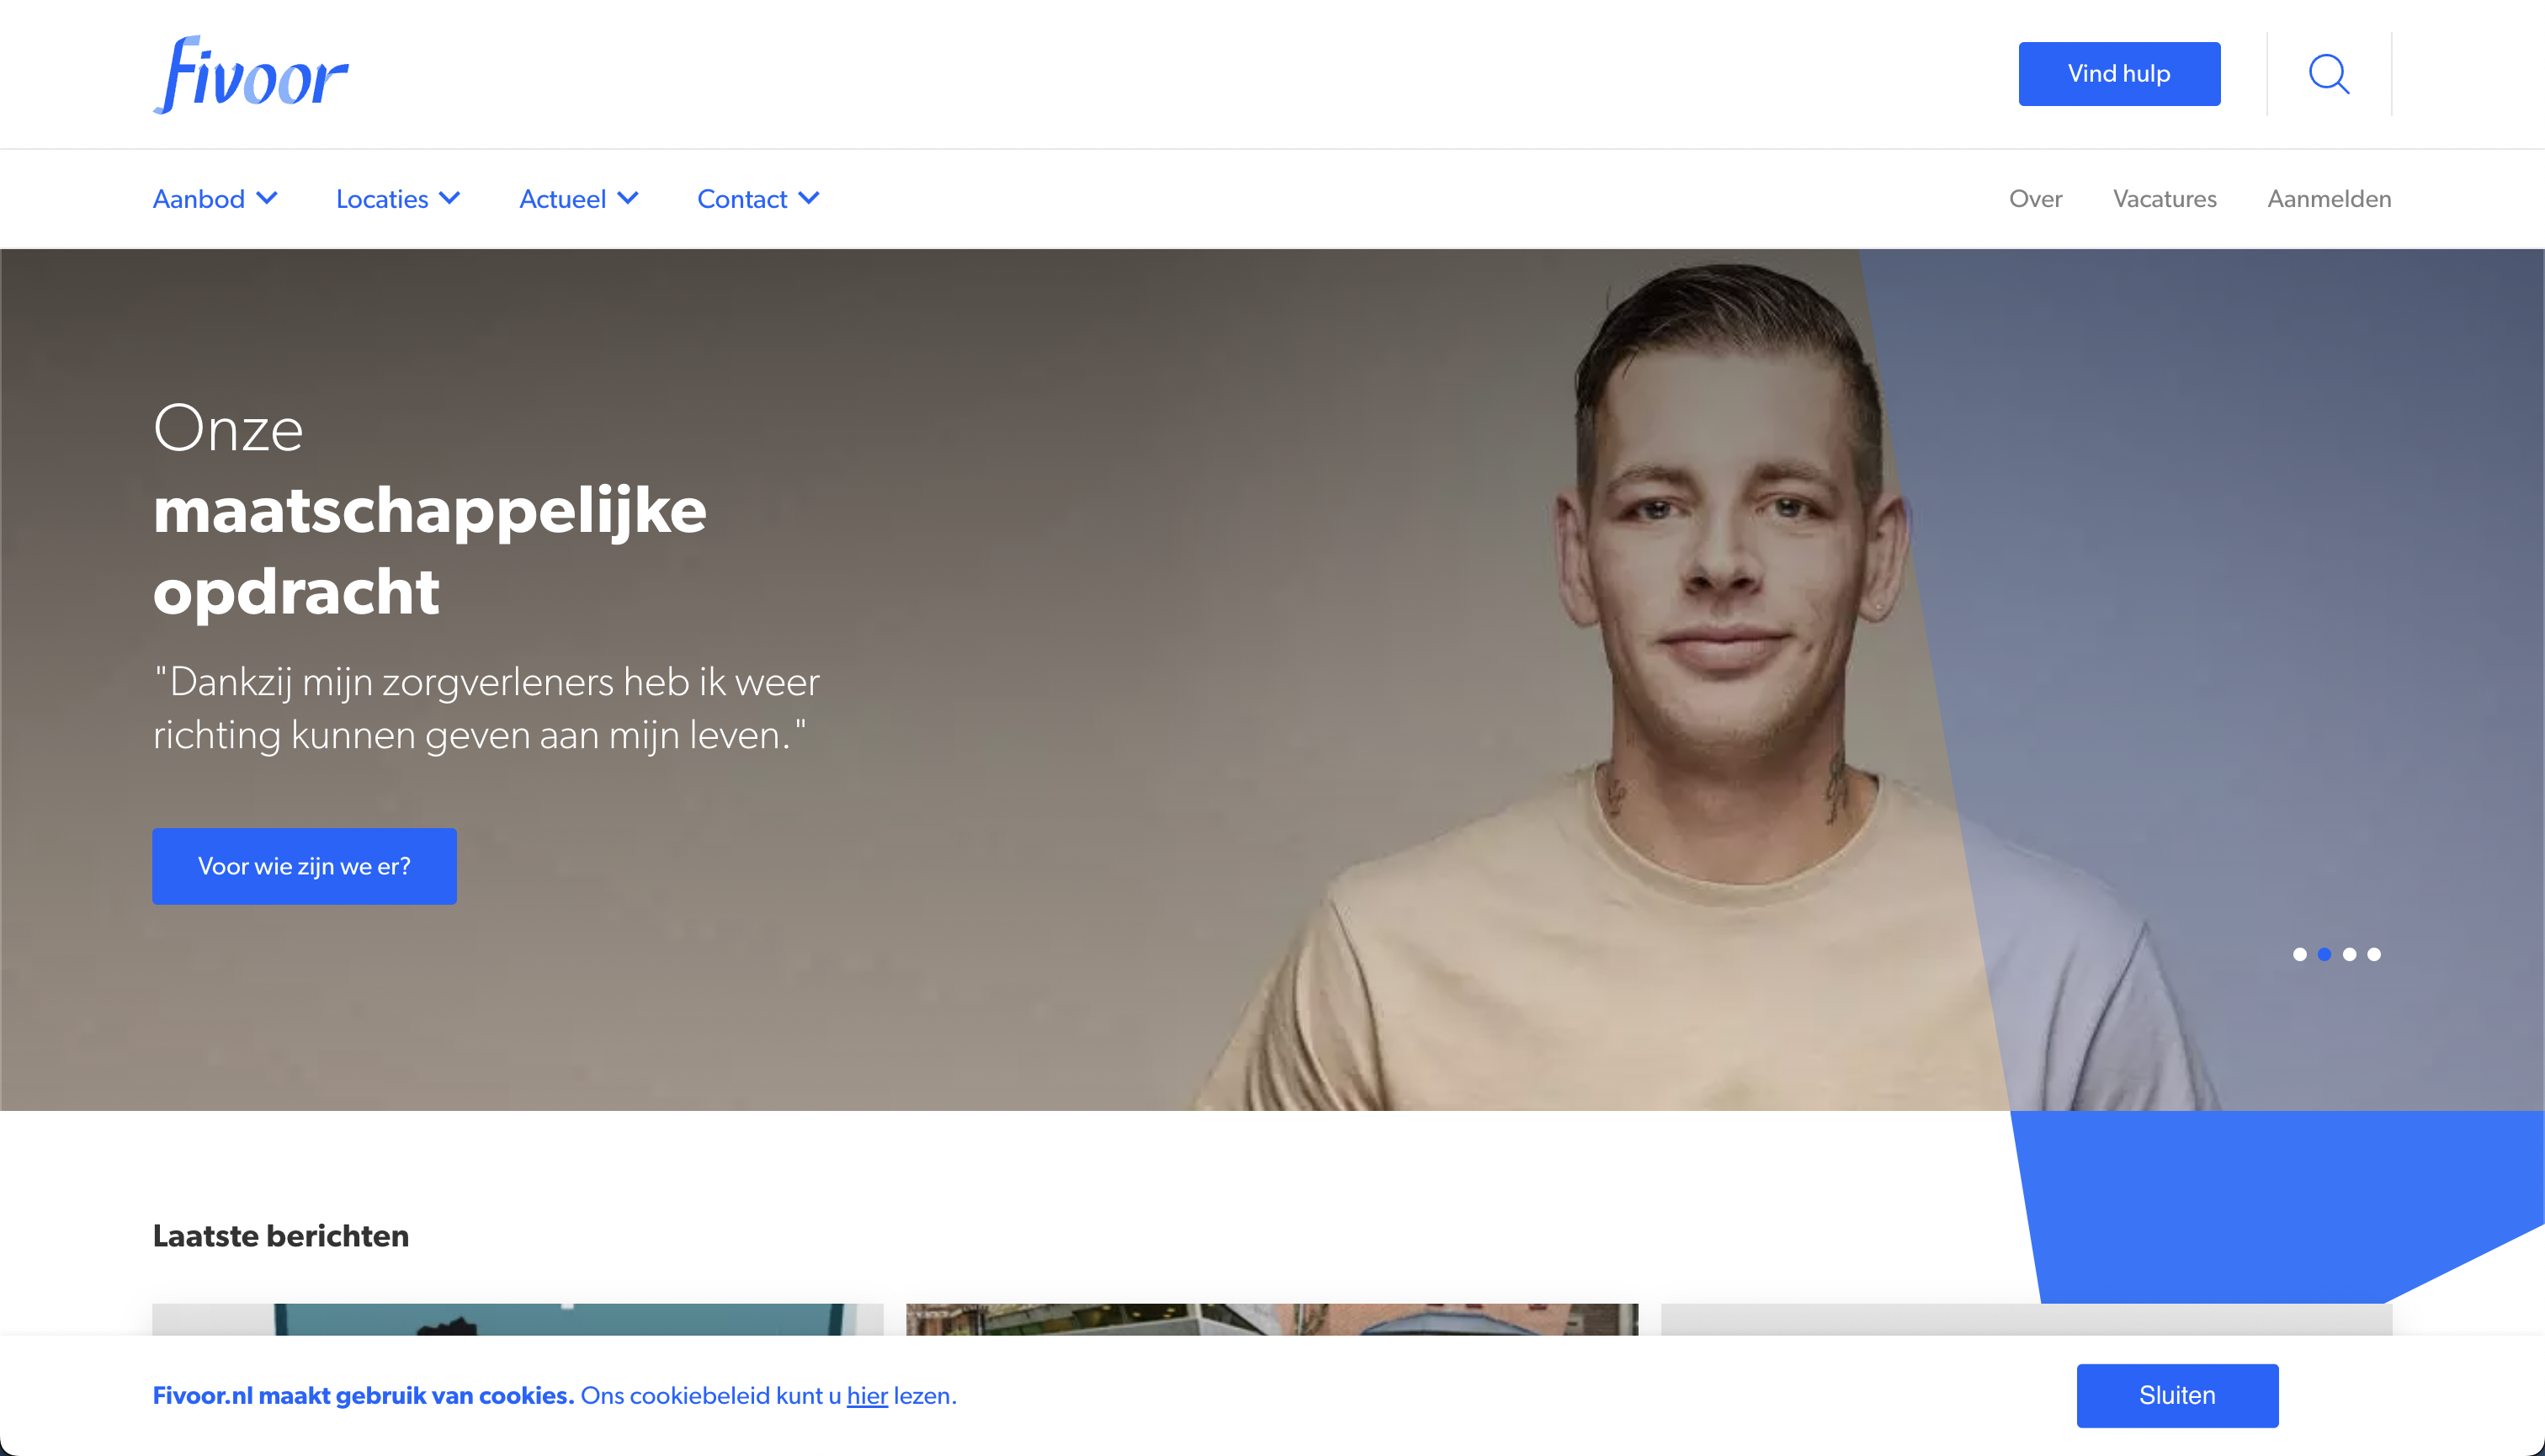 fivoor
Vind hulp
Aanbod
Locaties
Actueel
Contact
Over
Vacatures
Aanmelden
Onze
maatschappelijke
opdracht
"Dankzij mijn zorgverleners heb ik weer
richting kunnen geven aan mijn leven."
Voor wie zijn we er?
Laatste berichten
Fivoor.nl maakt gebruik van cookies. Ons cookiebeleid kunt u hier lezen.
Sluiten